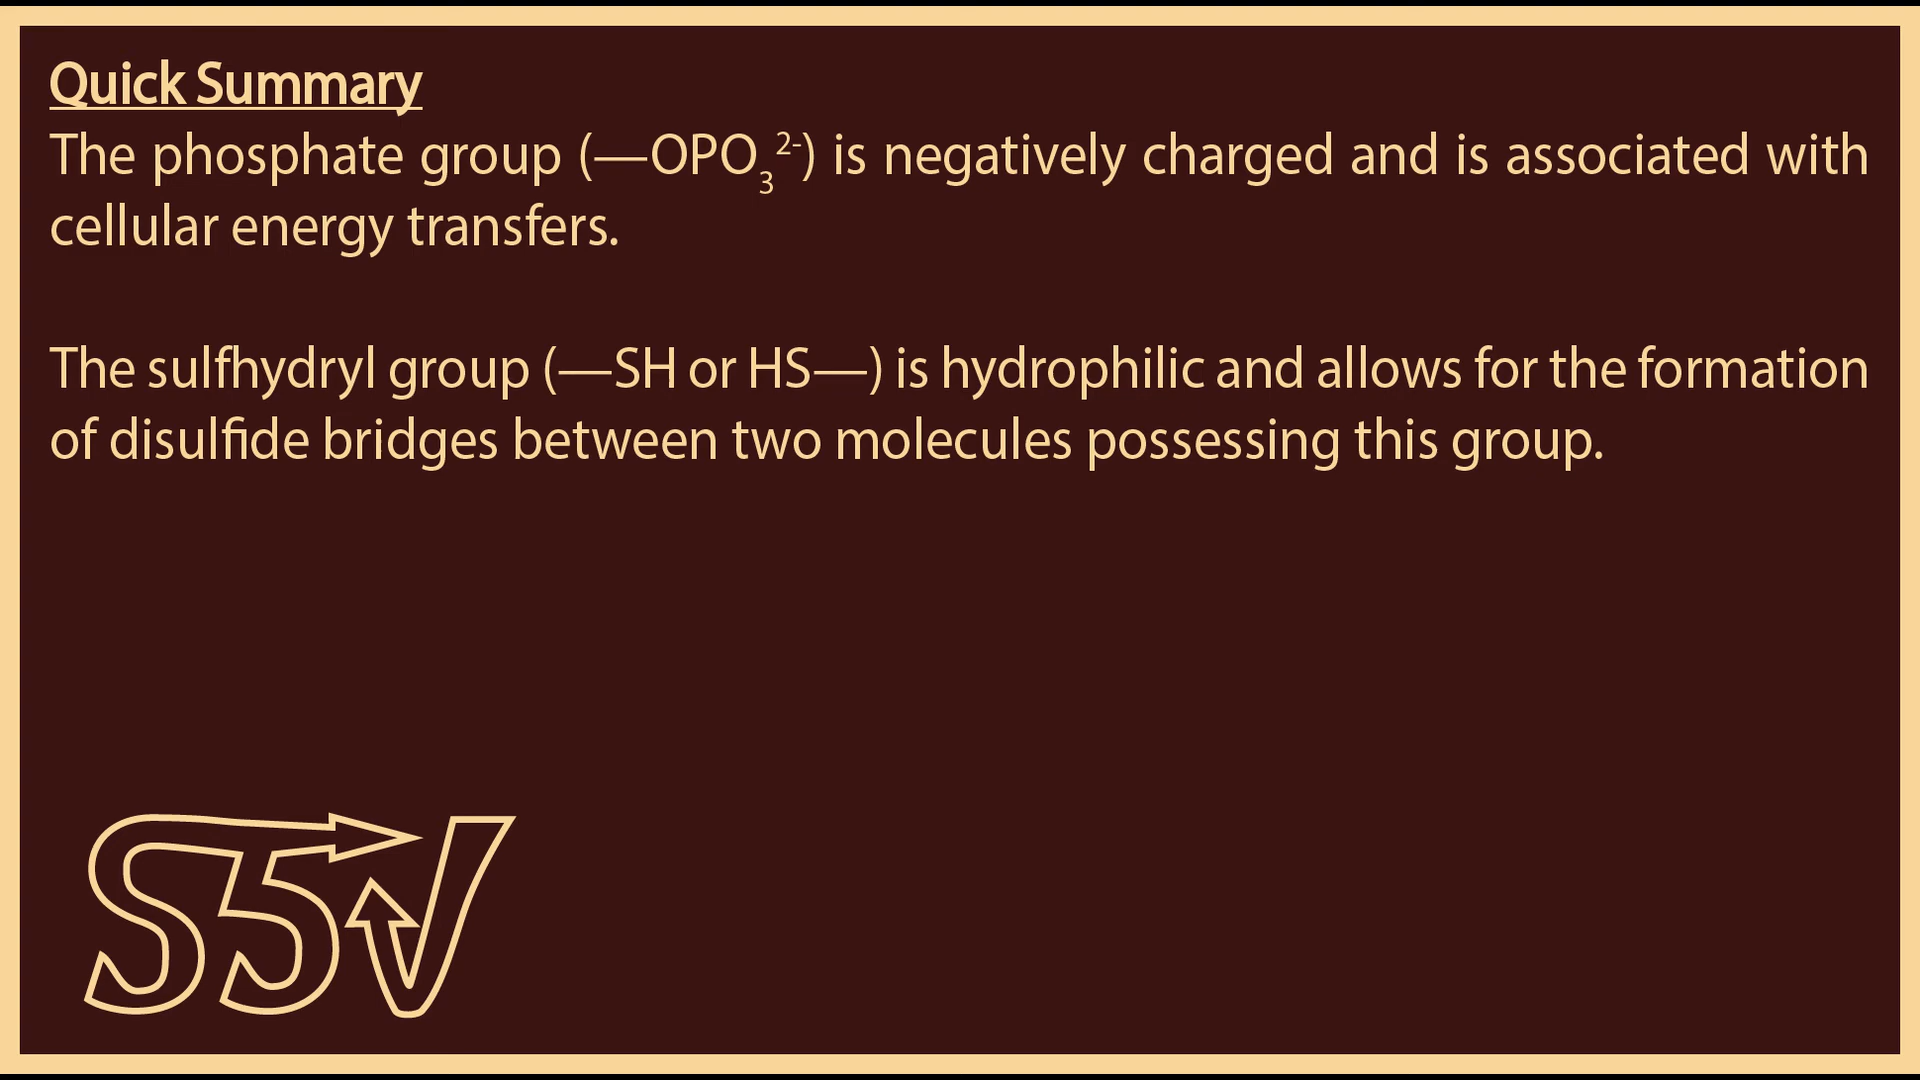 Quick Summary
The phosphate group (—OPO₃²⁻) is negatively charged and is associated with
cellular energy transfers.
The sulfhydryl group (—SH or HS—) is hydrophilic and allows for the formation
of disulfide bridges between two molecules possessing this group.
S5V